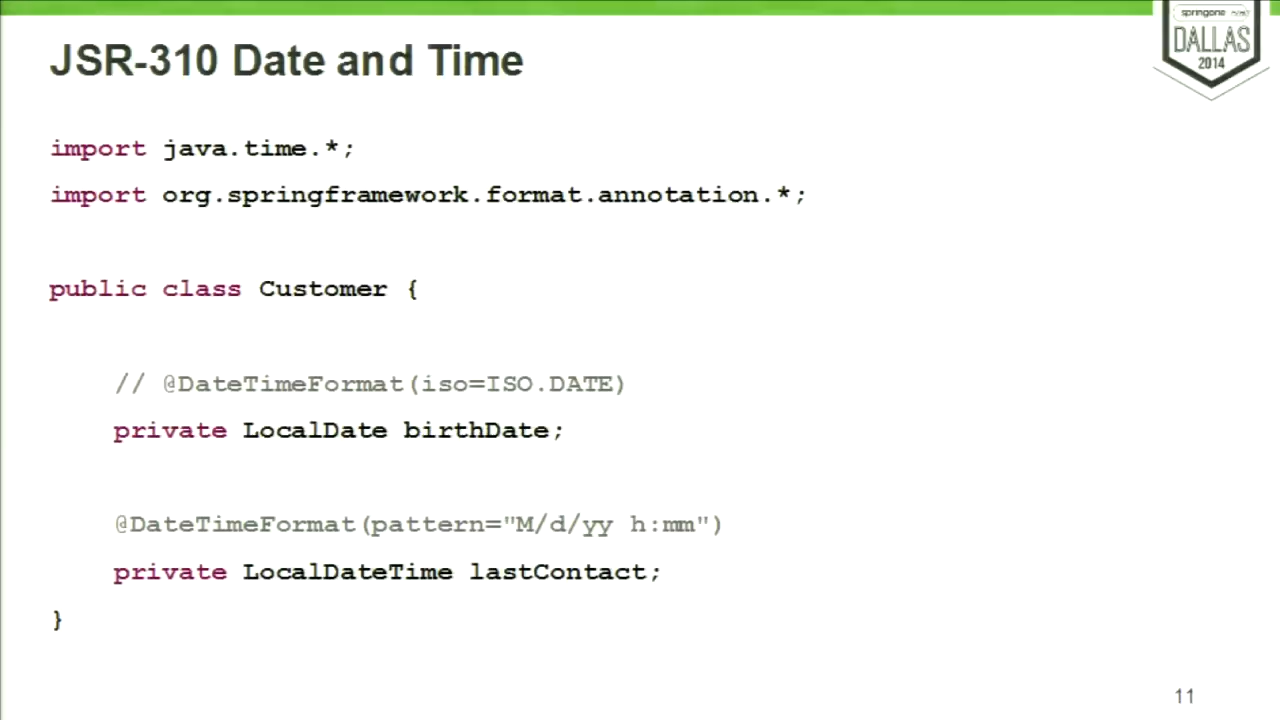 JSR-310 Date and Time
springone
DALLAS
2014
import java.time.*;
import org.springframework.format.annotation.*;
public class Customer {
// @DateTimeFormat(iso=ISO.DATE)
private LocalDate birthDate;
@DateTimeFormat(pattern="M/d/yy h:mm")
private LocalDateTime lastContact;
}
11